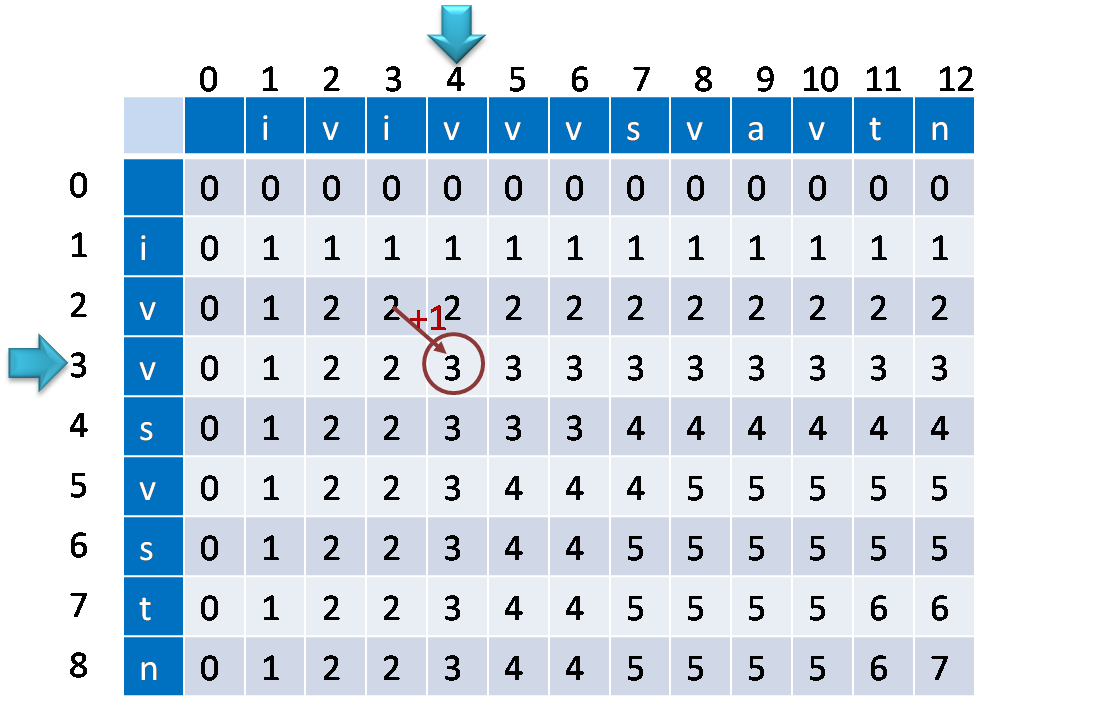 0 1 2 3 4 5 6 7 8 9 10 11 12
i v i v v v s v a v t n
0 0 0 0 0 0 0 0 0 0 0 0 0 0
1 i 0 1 1 1 1 1 1 1 1 1 1 1 1
2 v 0 1 2 2 2 2 2 2 2 2 2 2 2
+1
3 v 0 1 2 2 3 3 3 3 3 3 3 3 3
4 s 0 1 2 2 3 3 3 4 4 4 4 4 4
5 v 0 1 2 2 3 4 4 4 5 5 5 5 5
6 s 0 1 2 2 3 4 4 5 5 5 5 5 5
7 t 0 1 2 2 3 4 4 5 5 5 5 6 6
8 n 0 1 2 2 3 4 4 5 5 5 5 6 7